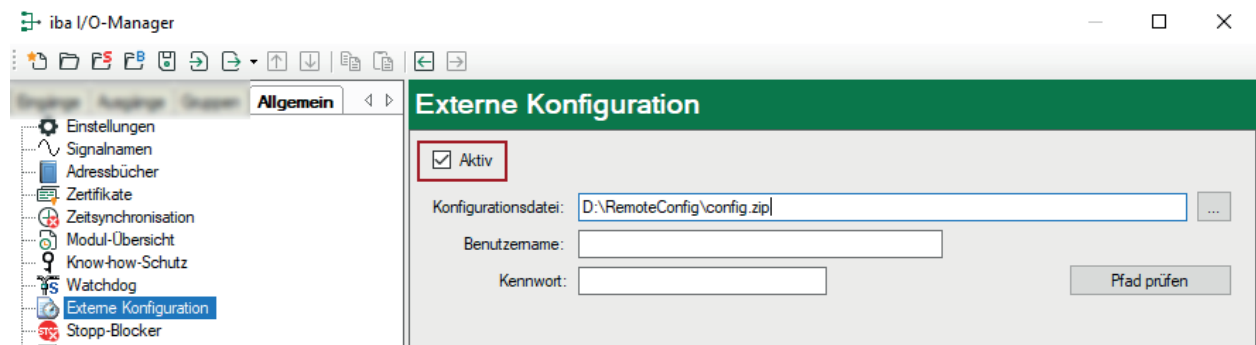 iba I/O-Manager
Allgemein
Einstellungen
Signalnamen
Adressbücher
Zertifikate
Zeitsynchronisation
Modul-Übersicht
Know-how-Schutz
Watchdog
Externe Konfiguration
Stopp-Blocker
Externe Konfiguration
Aktiv
Konfigurationsdatei: D:\RemoteConfig\config.zip ...
Benutzername:
Kennwort: Pfad prüfen